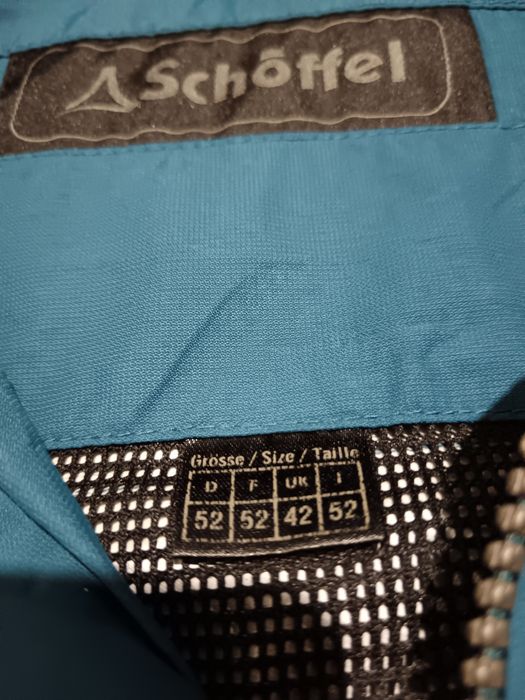 Schöffel
Grösse / Size / Taille
D F UK I
52 52 42 52